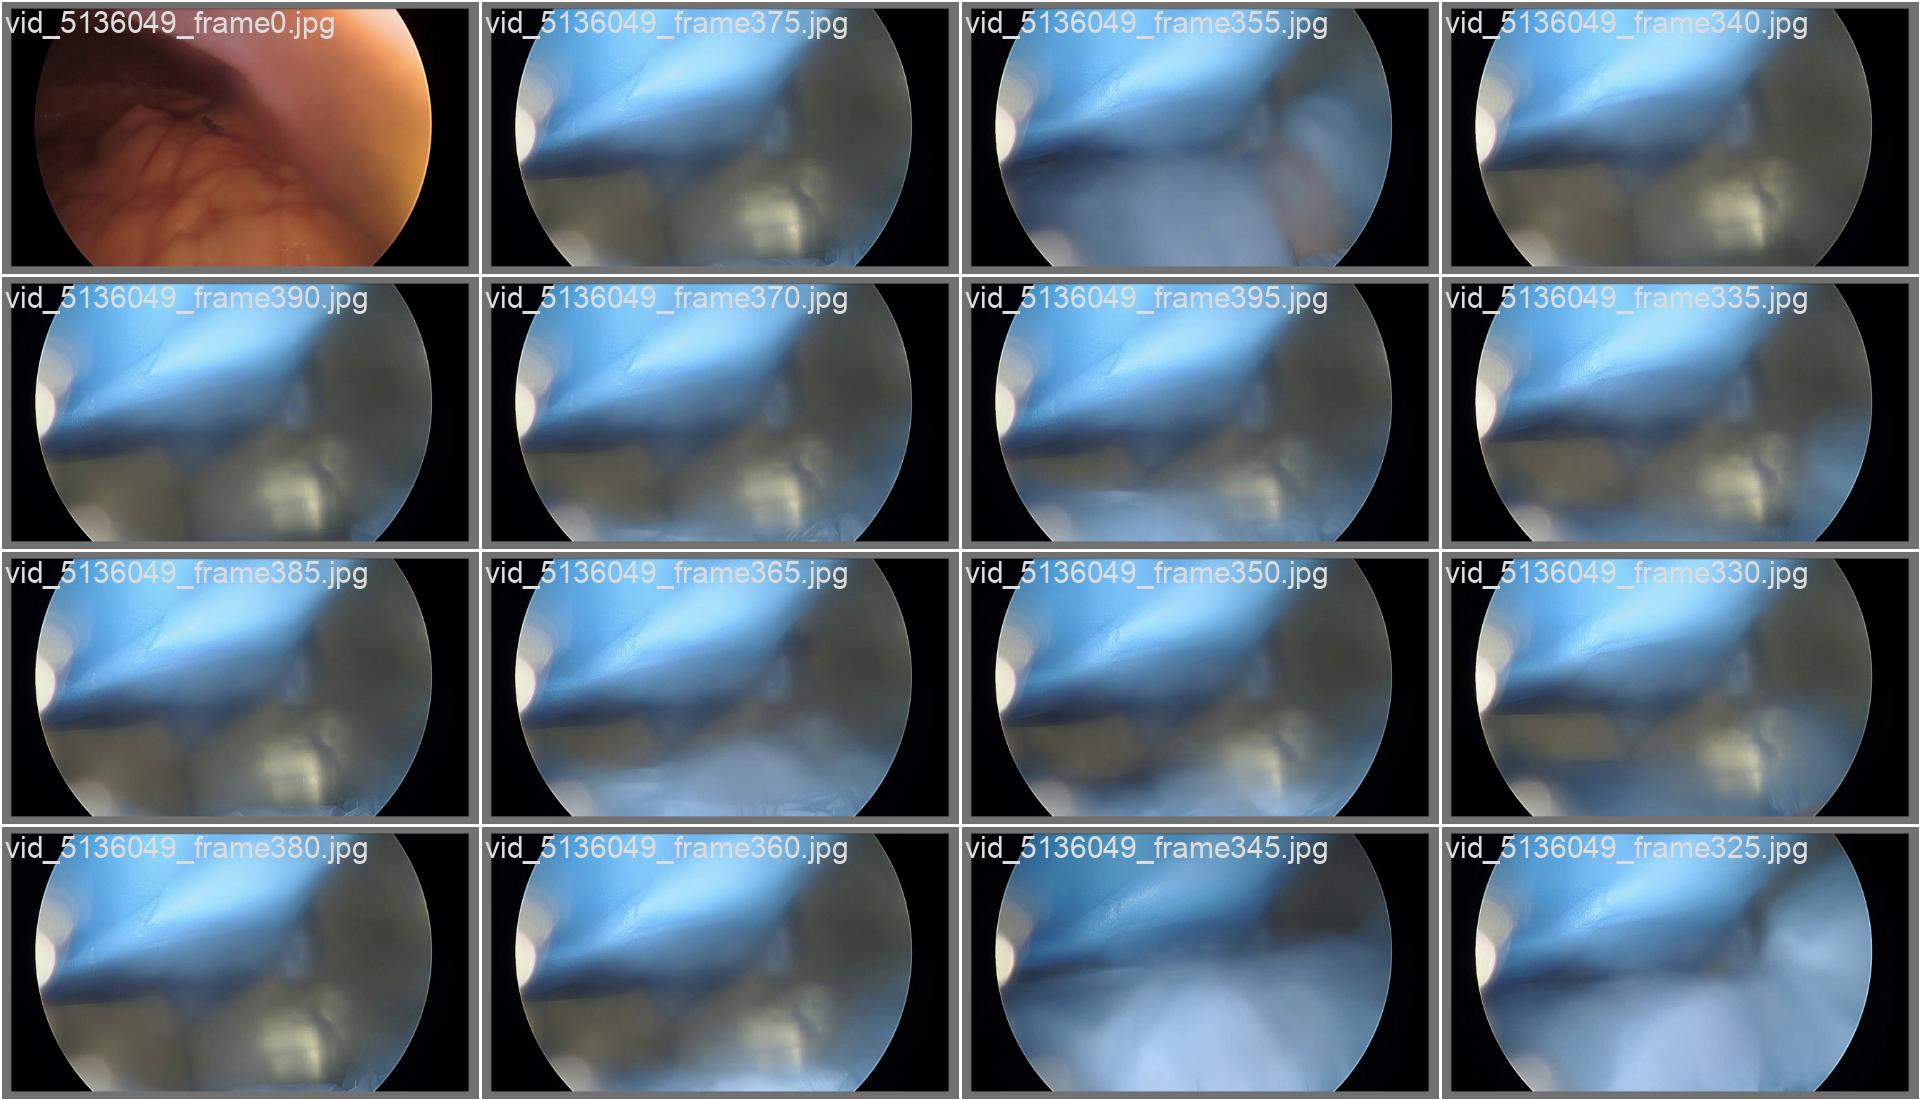 vid_5136049_frame0.jpg
vid_5136049_frame375.jpg
vid_5136049_frame355.jpg
vid_5136049_frame340.jpg
vid_5136049_frame390.jpg
vid_5136049_frame370.jpg
vid_5136049_frame395.jpg
vid_5136049_frame335.jpg
vid_5136049_frame385.jpg
vid_5136049_frame365.jpg
vid_5136049_frame350.jpg
vid_5136049_frame330.jpg
vid_5136049_frame380.jpg
vid_5136049_frame360.jpg
vid_5136049_frame345.jpg
vid_5136049_frame325.jpg